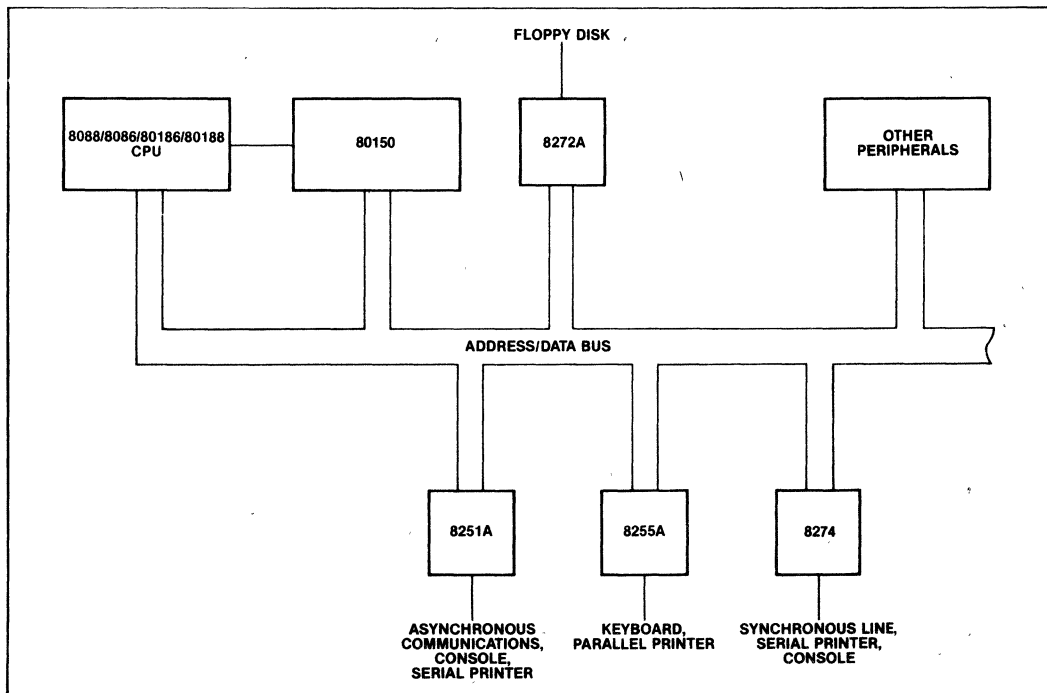 FLOPPY DISK
8088/8086/80186/80188
CPU
80150
8272A
OTHER
PERIPHERALS
ADDRESS/DATA BUS
8251A
8255A
8274
ASYNCHRONOUS
COMMUNICATIONS,
CONSOLE,
SERIAL PRINTER
KEYBOARD,
PARALLEL PRINTER
SYNCHRONOUS LINE,
SERIAL PRINTER,
CONSOLE